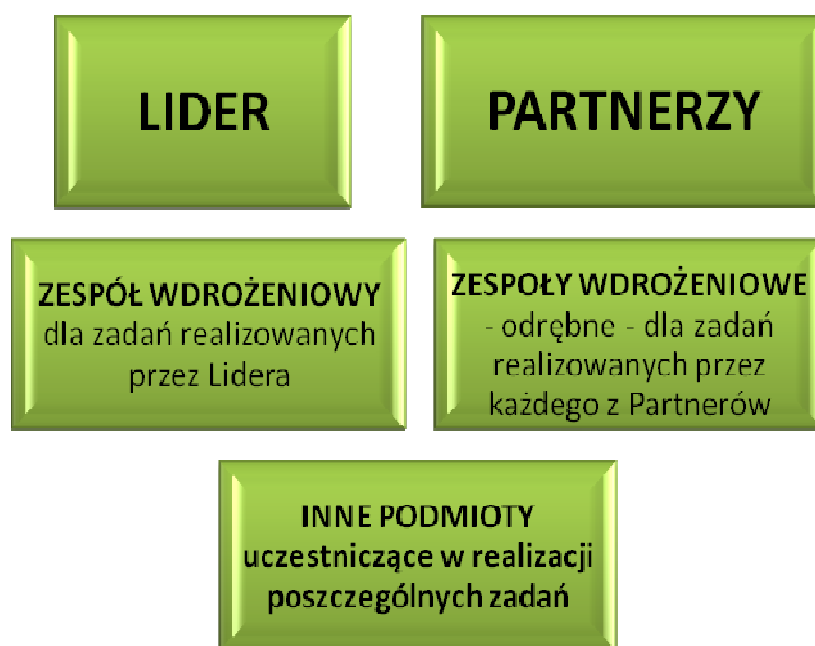 LIDER
PARTNERZY
ZESPÓŁ WDROŻENIOWY
dla zadań realizowanych
przez Lidera
ZESPOŁY WDROŻENIOWE
- odrębne - dla zadań
realizowanych przez
każdego z Partnerów
INNE PODMIOTY
uczestniczące w realizacji
poszczególnych zadań